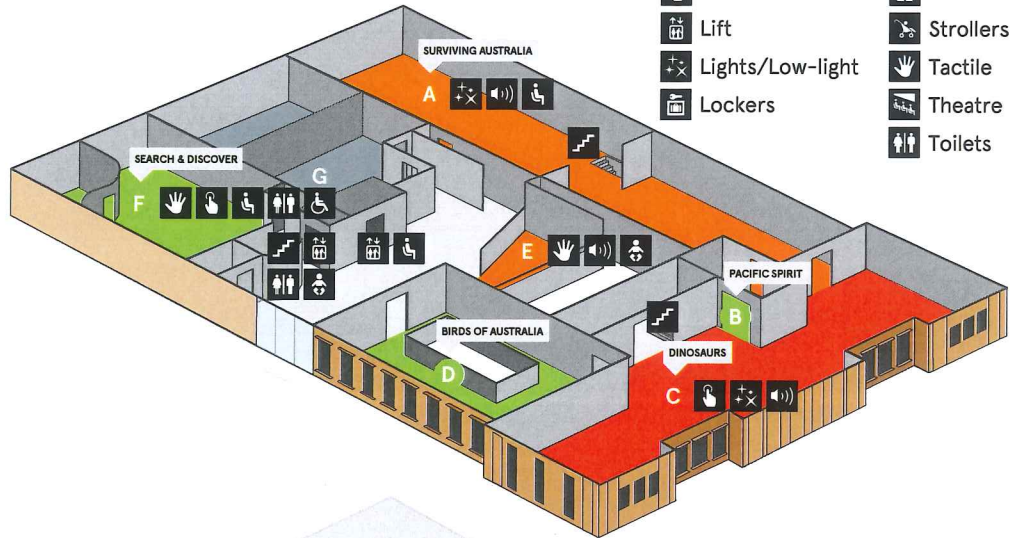 Lift
Lights/Low-light
Lockers
Strollers
Tactile
Theatre
Toilets
SURVIVING AUSTRALIA
A
SEARCH & DISCOVER
F
G
E
PACIFIC SPIRIT
B
BIRDS OF AUSTRALIA
D
DINOSAURS
C